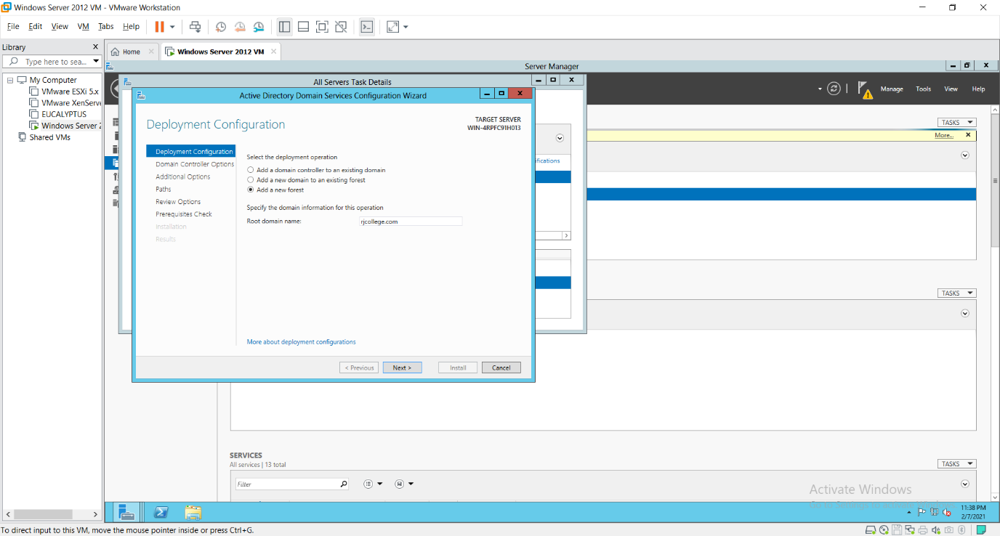 Windows Server 2012 VM - VMware Workstation
File Edit View VM Tabs Help
Library
Type here to sea...
Home
Windows Server 2012 VM
My Computer
VMware ESXi 5.x
VMware XenServe
EUCALYPTUS
Windows Server 2
Shared VMs
Server Manager
Manage Tools View Help
All Servers Task Details
Active Directory Domain Services Configuration Wizard
Deployment Configuration
TARGET SERVER
WIN-4RPFC91H013
Deployment Configuration
Domain Controller Options
Additional Options
Paths
Review Options
Prerequisites Check
Installation
Results
Select the deployment operation
Add a domain controller to an existing domain
Add a new domain to an existing forest
Add a new forest
Specify the domain information for this operation
Root domain name:
rjcollege.com
More about deployment configurations
< Previous
Next >
Install
Cancel
ifications
TASKS
More...
TASKS
SERVICES
All services | 13 total
TASKS
Filter
Activate Windows
11:38 PM
2/7/2021
To direct input to this VM, move the mouse pointer inside or press Ctrl+G.